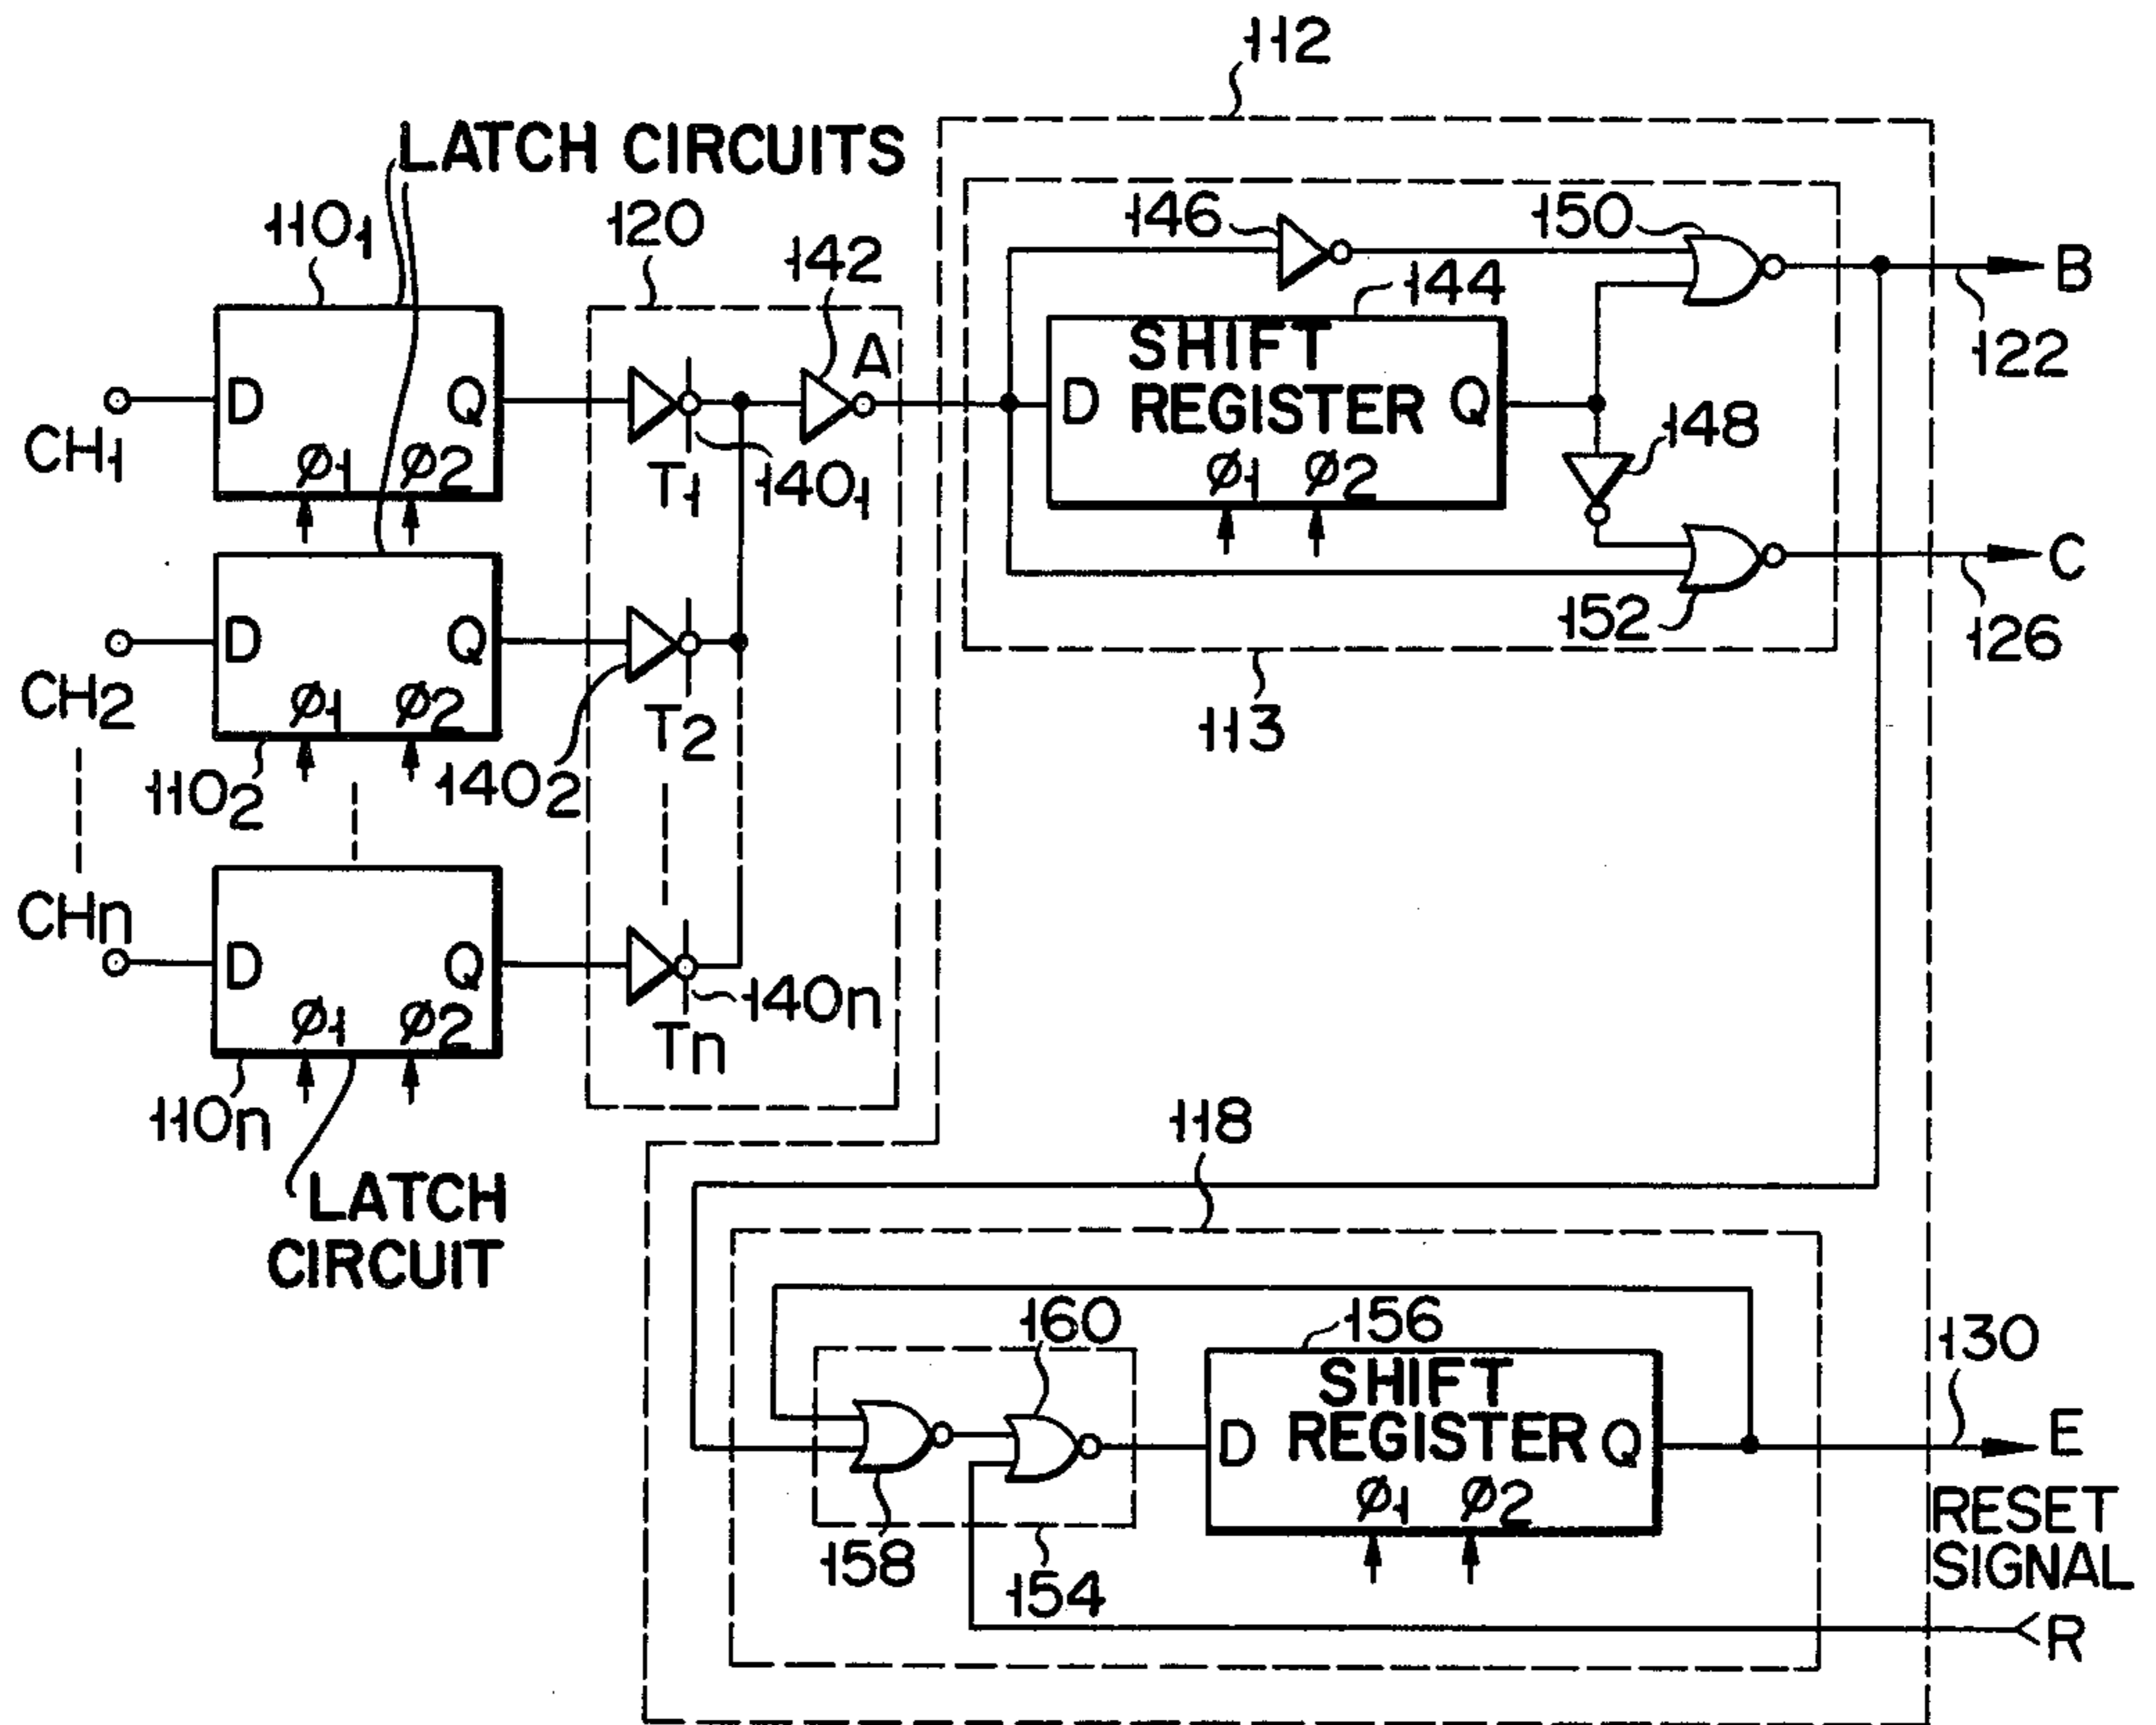 112
LATCH CIRCUITS
110₁
120
142
146
150
144
B
122
A
D Q
SHIFT REGISTER
D Q
CH₁
ø1 ø2
T₁
140₁
ø1 ø2
148
C
126
152
D Q
CH2
ø1 ø2
T2
110₂
140₂
113
CHn
D Q
ø1 ø2
140n
Tn
110n
118
LATCH
CIRCUIT
160
156
130
SHIFT
REGISTER
D Q
E
ø1 ø2
158
154
RESET
SIGNAL
R